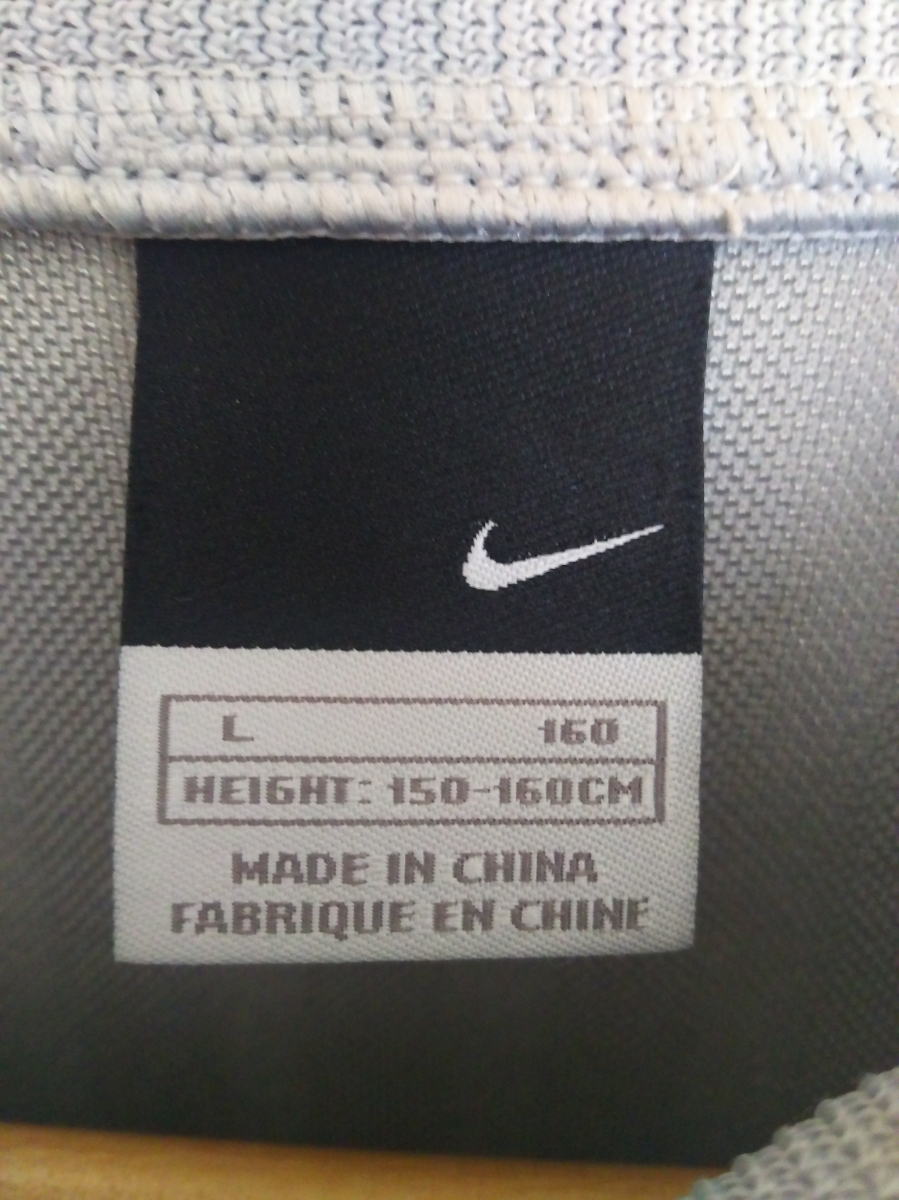 L 160
HEIGHT: 150-160CM
MADE IN CHINA
FABRIQUE EN CHINE